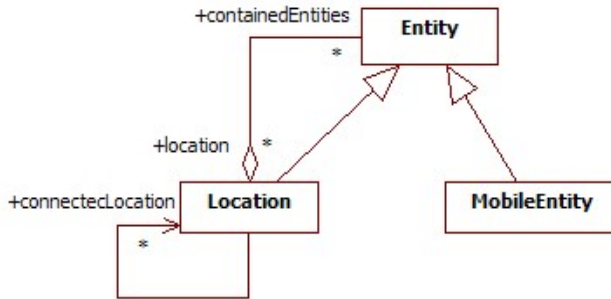 +containedEntities
Entity
*
+location
*
+connectecLocation
Location
MobileEntity
*